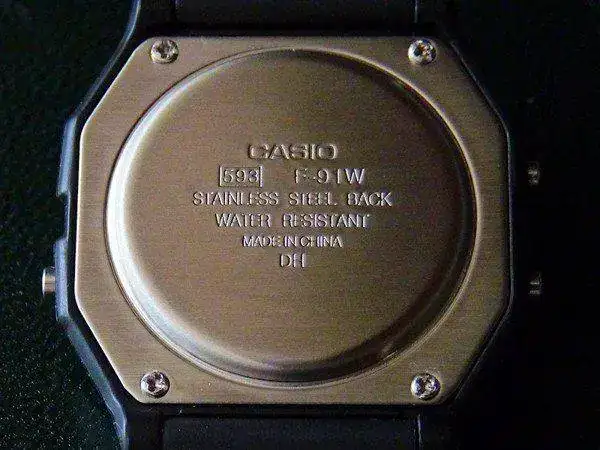 CASIO
593 F-91W
STAINLESS STEEL BACK
WATER RESISTANT
MADE IN CHINA
DH